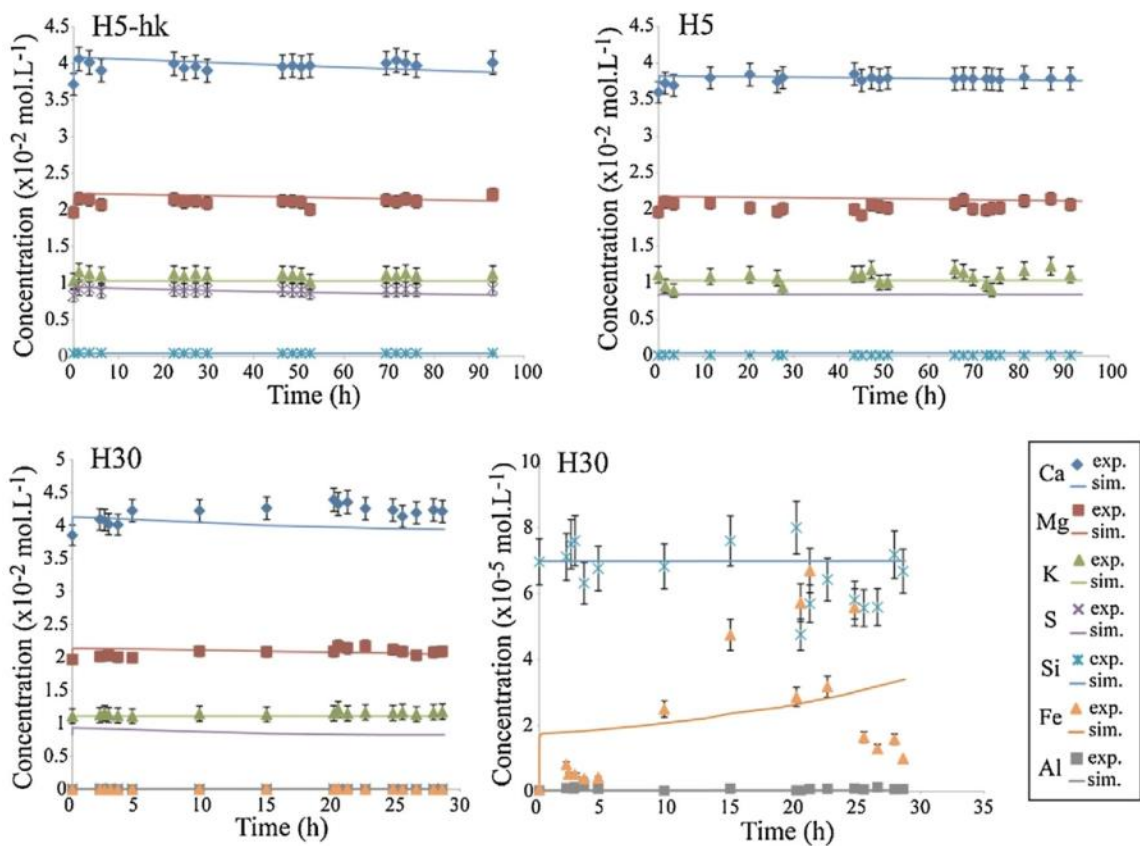 H5-hk
Concentration (x10⁻² mol.L⁻¹)
4.5
4
3.5
3
2.5
2
1.5
1
0.5
0
0 10 20 30 40 50 60 70 80 90 100
Time (h)
H5
Concentration (x10⁻² mol.L⁻¹)
4.5
4
3.5
3
2.5
2
1.5
1
0.5
0
0 10 20 30 40 50 60 70 80 90 100
Time (h)
H30
Concentration (x10⁻² mol.L⁻¹)
5
4.5
4
3.5
3
2.5
2
1.5
1
0.5
0
0 5 10 15 20 25 30
Time (h)
H30
Concentration (x10⁻⁵ mol.L⁻¹)
10
8
6
4
2
0
0 5 10 15 20 25 30 35
Time (h)
Ca exp.
sim.
Mg exp.
sim.
K exp.
sim.
S exp.
sim.
Si exp.
sim.
Fe exp.
sim.
Al exp.
sim.